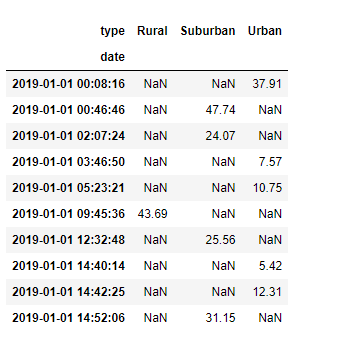 type Rural Suburban Urban
date
2019-01-01 00:08:16 NaN NaN 37.91
2019-01-01 00:46:46 NaN 47.74 NaN
2019-01-01 02:07:24 NaN 24.07 NaN
2019-01-01 03:46:50 NaN NaN 7.57
2019-01-01 05:23:21 NaN NaN 10.75
2019-01-01 09:45:36 43.69 NaN NaN
2019-01-01 12:32:48 NaN 25.56 NaN
2019-01-01 14:40:14 NaN NaN 5.42
2019-01-01 14:42:25 NaN NaN 12.31
2019-01-01 14:52:06 NaN 31.15 NaN